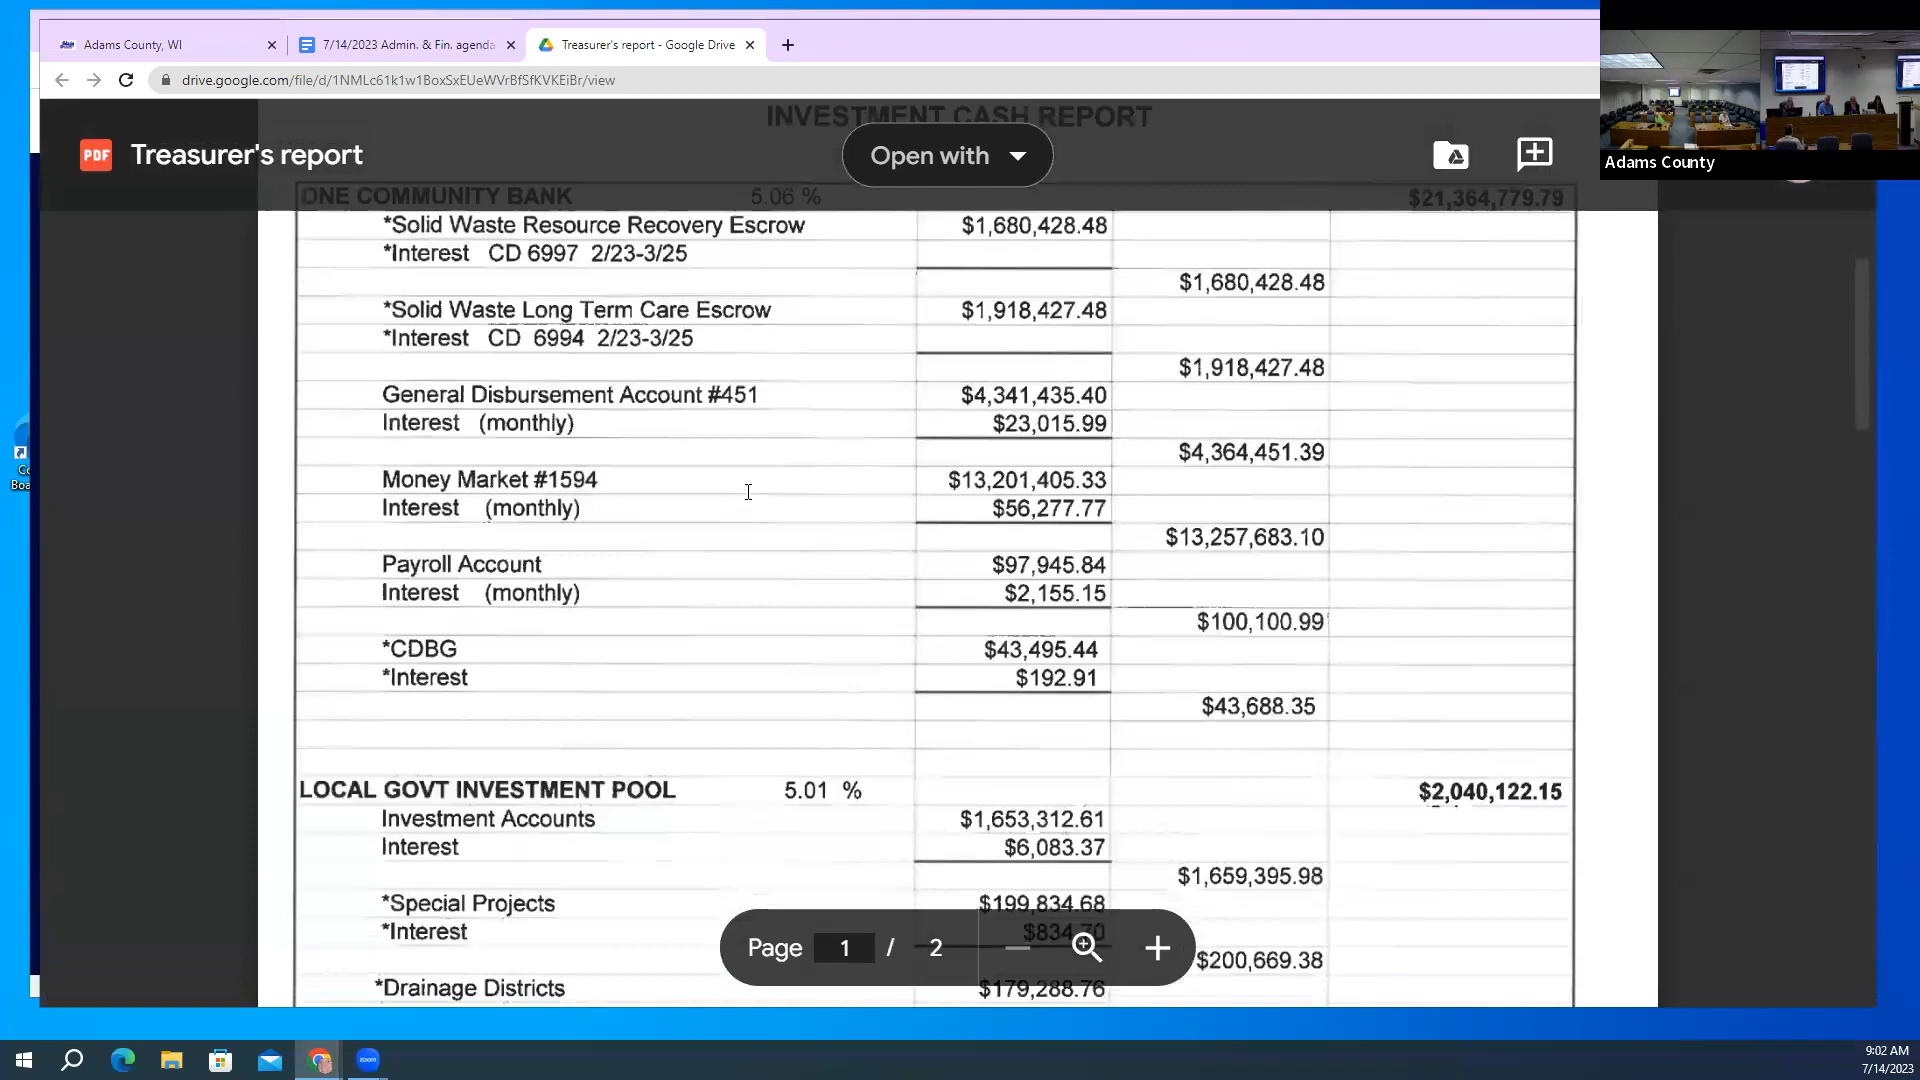 Adams County, WI
7/14/2023 Admin. & Fin. agenda
Treasurer's report - Google Drive
drive.google.com/file/d/1NMLc61k1w1BoxSxEUeWVrBfSfKVKEiBr/view
Adams County
INVESTMENT CASH REPORT
PDF Treasurer's report
Open with
ONE COMMUNITY BANK 5.06 % $21,364,779.79
*Solid Waste Resource Recovery Escrow $1,680,428.48
*Interest CD 6997 2/23-3/25
$1,680,428.48
*Solid Waste Long Term Care Escrow $1,918,427.48
*Interest CD 6994 2/23-3/25
$1,918,427.48
General Disbursement Account #451 $4,341,435.40
Interest (monthly) $23,015.99
$4,364,451.39
Money Market #1594 $13,201,405.33
Interest (monthly) $56,277.77
$13,257,683.10
Payroll Account $97,945.84
Interest (monthly) $2,155.15
$100,100.99
*CDBG $43,495.44
*Interest $192.91
$43,688.35
LOCAL GOVT INVESTMENT POOL 5.01 % $2,040,122.15
Investment Accounts $1,653,312.61
Interest $6,083.37
$1,659,395.98
*Special Projects $199,834.68
*Interest $834.70
$200,669.38
*Drainage Districts $179,288.76
Page 1 / 2
zoom
9:02 AM
7/14/2023